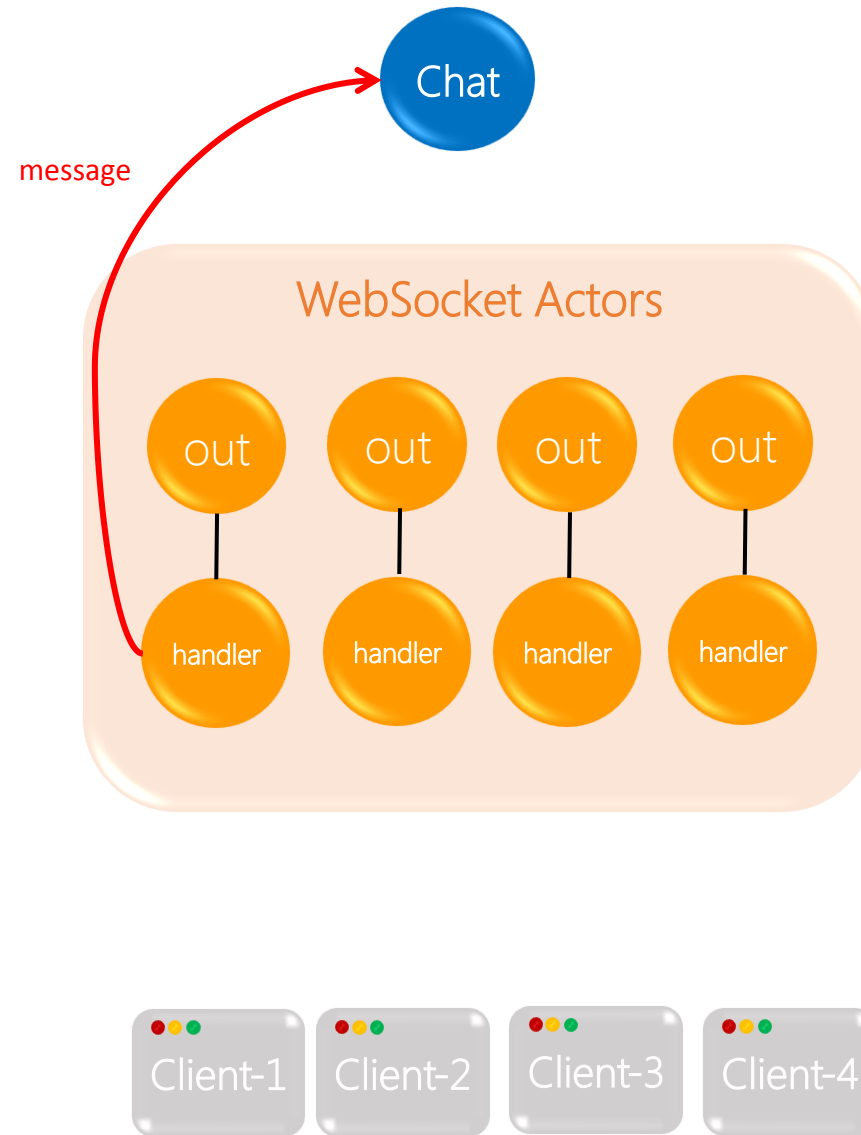 Chat
message
WebSocket Actors
out out out out
handler handler handler handler
Client-1 Client-2 Client-3 Client-4